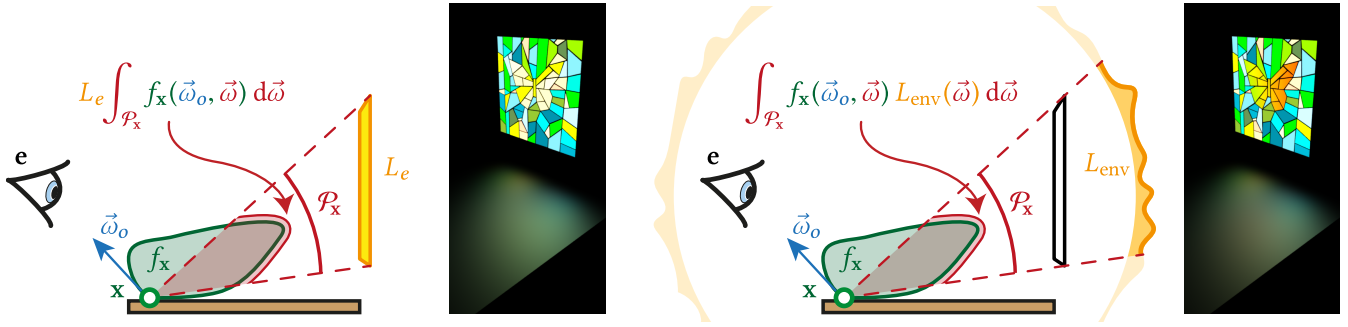 L_e ∫_{𝒫_𝐱} f_𝐱(ω⃗_o, ω⃗) dω⃗
𝐞
L_e
𝒫_𝐱
ω⃗_o
f_𝐱
𝐱
∫_{𝒫_𝐱} f_𝐱(ω⃗_o, ω⃗) L_env(ω⃗) dω⃗
𝐞
L_env
𝒫_𝐱
ω⃗_o
f_𝐱
𝐱